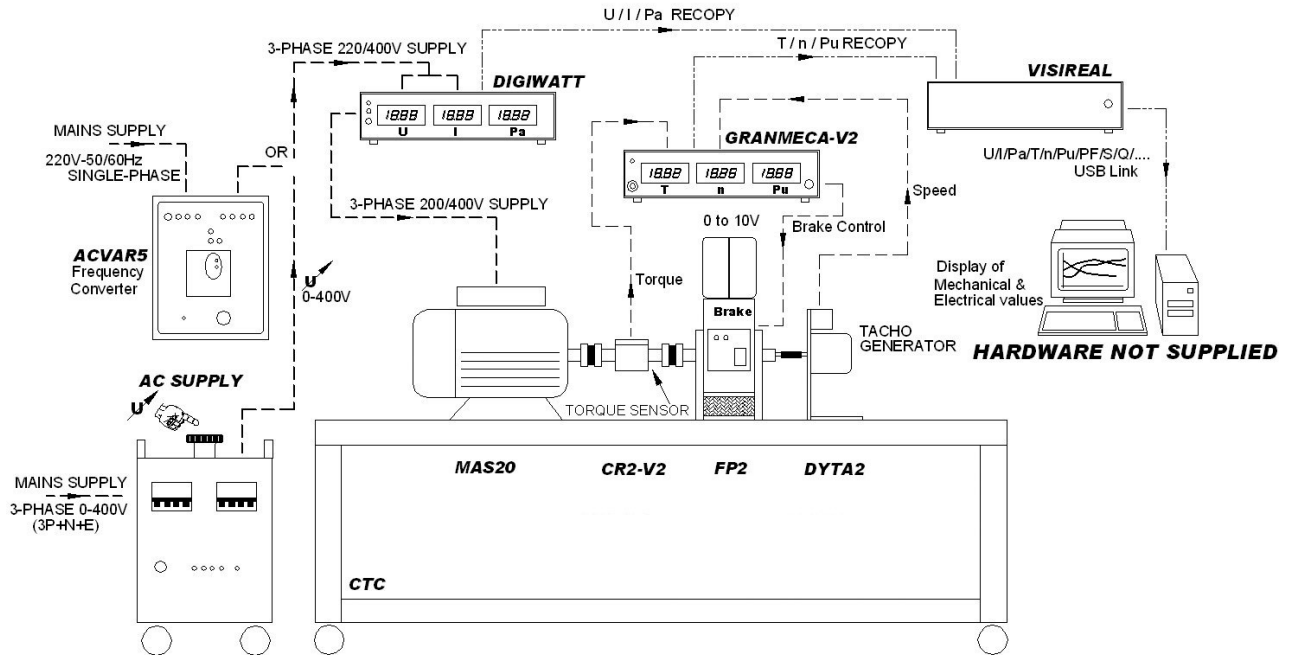 U / I / Pa RECOPY
3-PHASE 220/400V SUPPLY
T / n / Pu RECOPY
VISIREAL
DIGIWATT
18.88 18.88 18.88
U I Pa
MAINS SUPPLY
220V-50/60Hz
SINGLE-PHASE
OR
GRANMECA-V2
18.88 18.88 18.88
T n Pu
U/I/Pa/T/n/Pu/PF/S/Q/....
USB Link
3-PHASE 200/400V SUPPLY
Speed
0 to 10V
Brake Control
ACVAR5
Frequency
Converter
U
0-400V
Torque
Display of
Mechanical &
Electrical values
Brake
TACHO
GENERATOR
HARDWARE NOT SUPPLIED
AC SUPPLY
U
TORQUE SENSOR
MAS20
CR2-V2
FP2
DYTA2
MAINS SUPPLY
3-PHASE 0-400V
(3P+N+E)
CTC